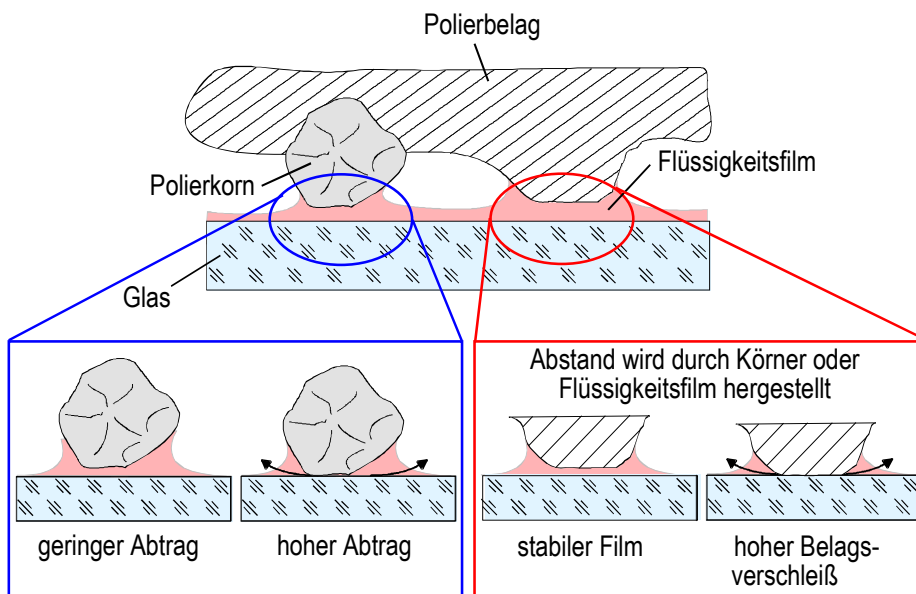 Polierbelag
Flüssigkeitsfilm
Polierkorn
Glas
geringer Abtrag
hoher Abtrag
Abstand wird durch Körner oder
Flüssigkeitsfilm hergestellt
stabiler Film
hoher Belags-
verschleiß